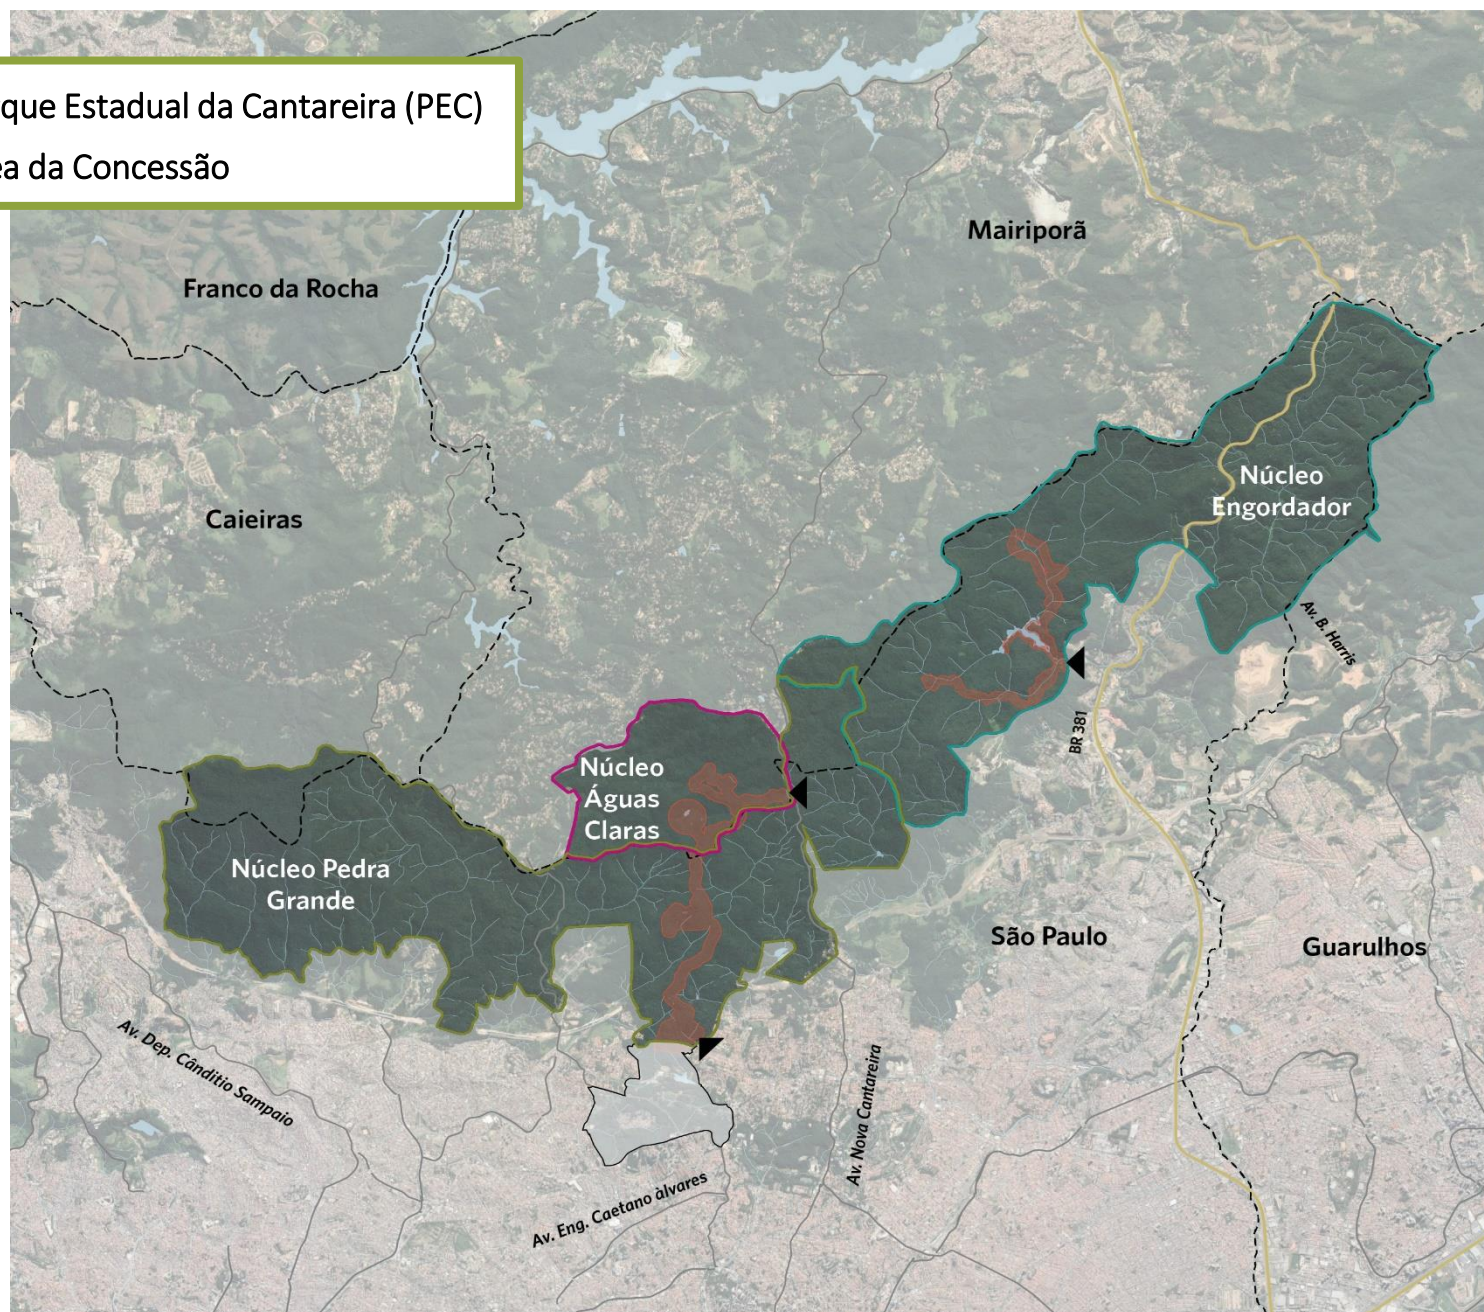 que Estadual da Cantareira (PEC)
ea da Concessão
Mairiporã
Franco da Rocha
Núcleo
Engordador
Caieiras
Av. B. Harris
BR 381
Núcleo
Águas
Claras
Núcleo Pedra
Grande
São Paulo
Guarulhos
Av. Dep. Cânditio Sampaio
Av. Nova Cantareira
Av. Eng. Caetano àlvares